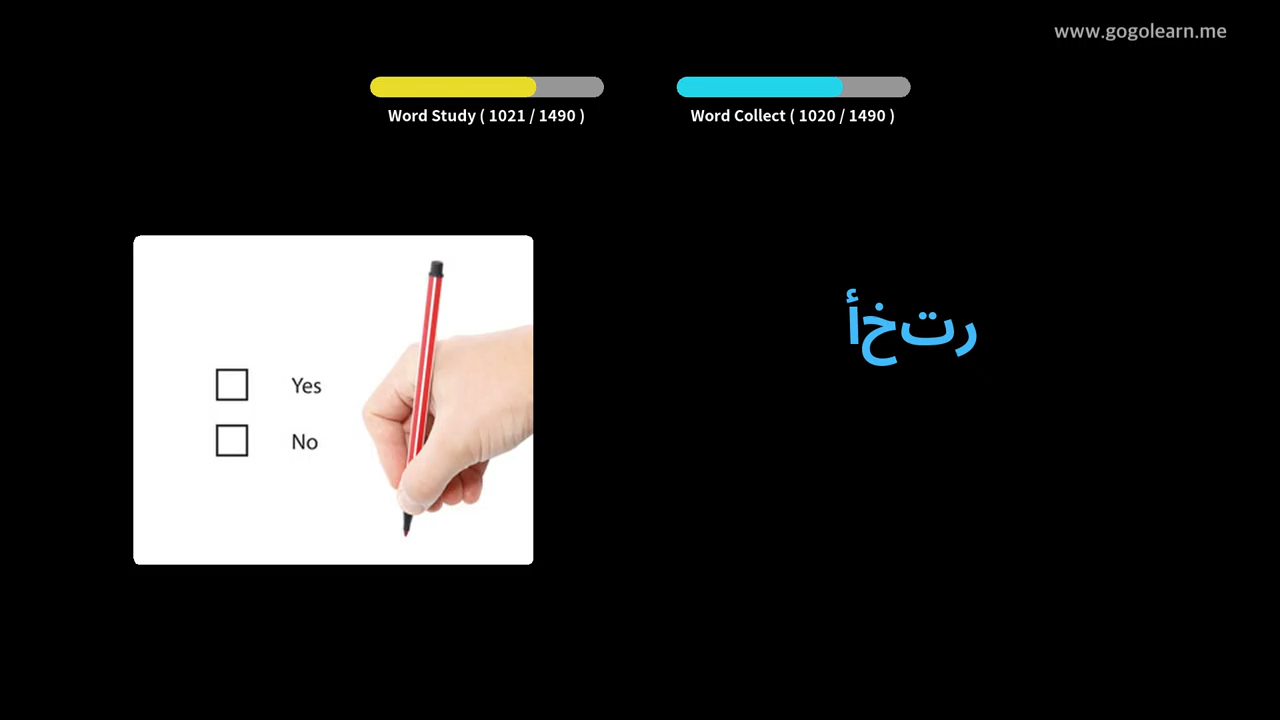 www.gogolearn.me
Word Study ( 1021 / 1490 )
Word Collect ( 1020 / 1490 )
رتخأ
Yes
No